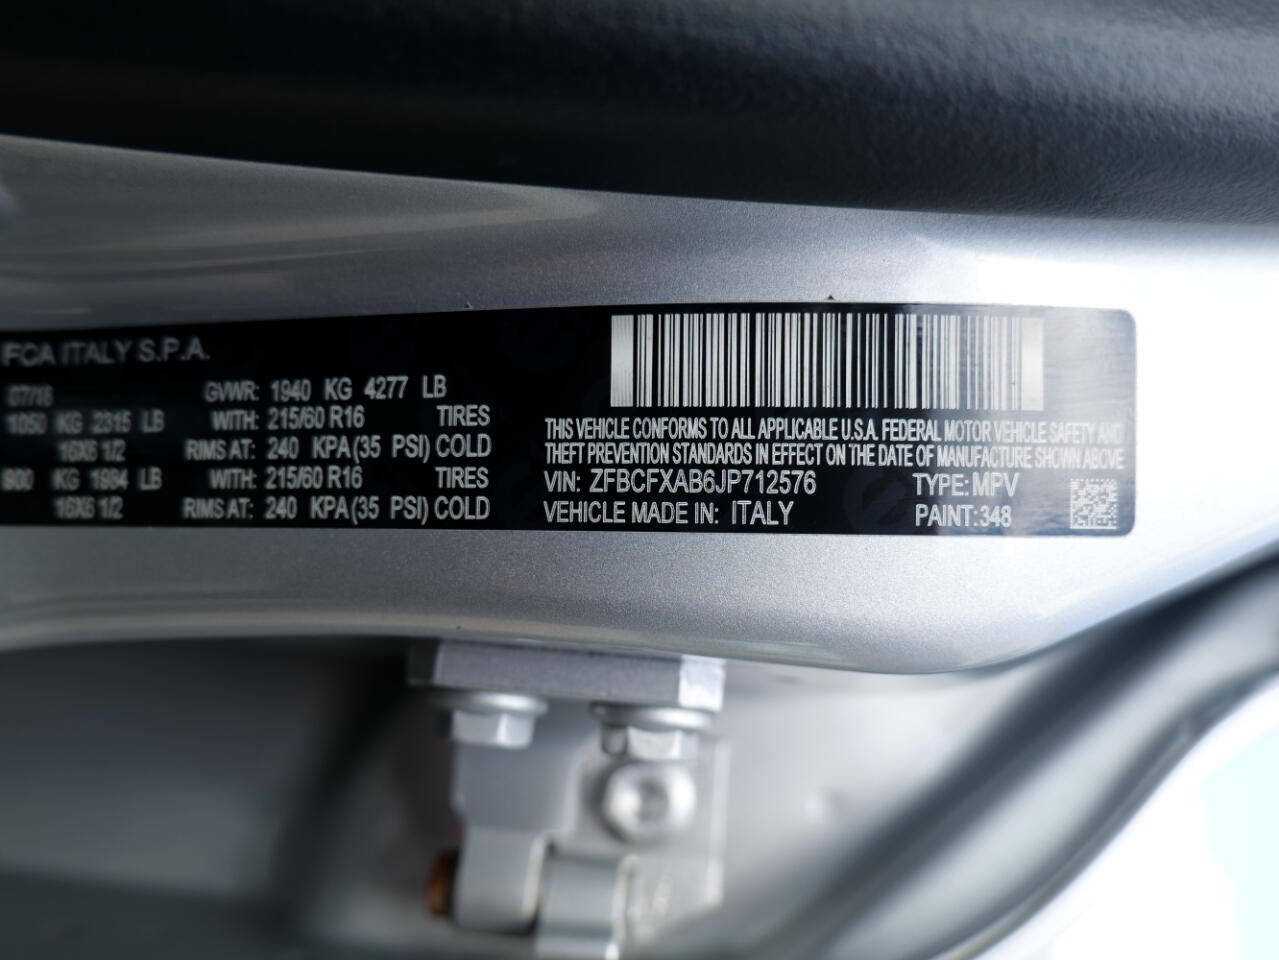 FCA ITALY S.P.A.
07/18 GVWR: 1940 KG 4277 LB
1050 KG 2315 LB WITH: 215/60 R16 TIRES
16X6 1/2 RIMS AT: 240 KPA(35 PSI) COLD
900 KG 1984 LB WITH: 215/60 R16 TIRES
16X6 1/2 RIMS AT: 240 KPA(35 PSI) COLD
THIS VEHICLE CONFORMS TO ALL APPLICABLE U.S.A. FEDERAL MOTOR VEHICLE SAFETY AND
THEFT PREVENTION STANDARDS IN EFFECT ON THE DATE OF MANUFACTURE SHOWN ABOVE
VIN: ZFBCFXAB6JP712576 TYPE: MPV
VEHICLE MADE IN: ITALY PAINT:348